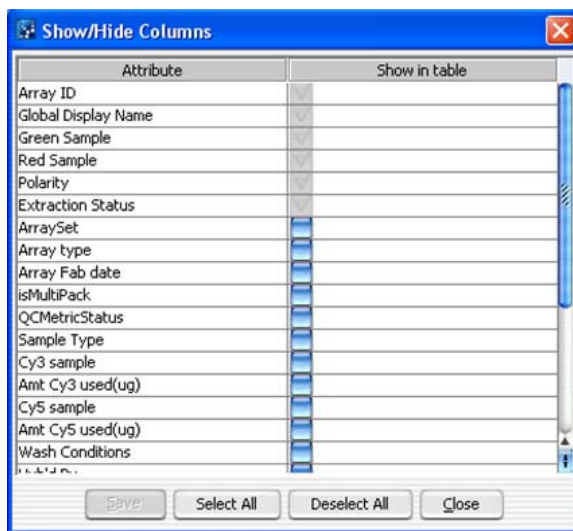 Show/Hide Columns
Attribute Show in table
Array ID
Global Display Name
Green Sample
Red Sample
Polarity
Extraction Status
ArraySet
Array type
Array Fab date
isMultiPack
QCMetricStatus
Sample Type
Cy3 sample
Amt Cy3 used(ug)
Cy5 sample
Amt Cy5 used(ug)
Wash Conditions
Save Select All Deselect All Close